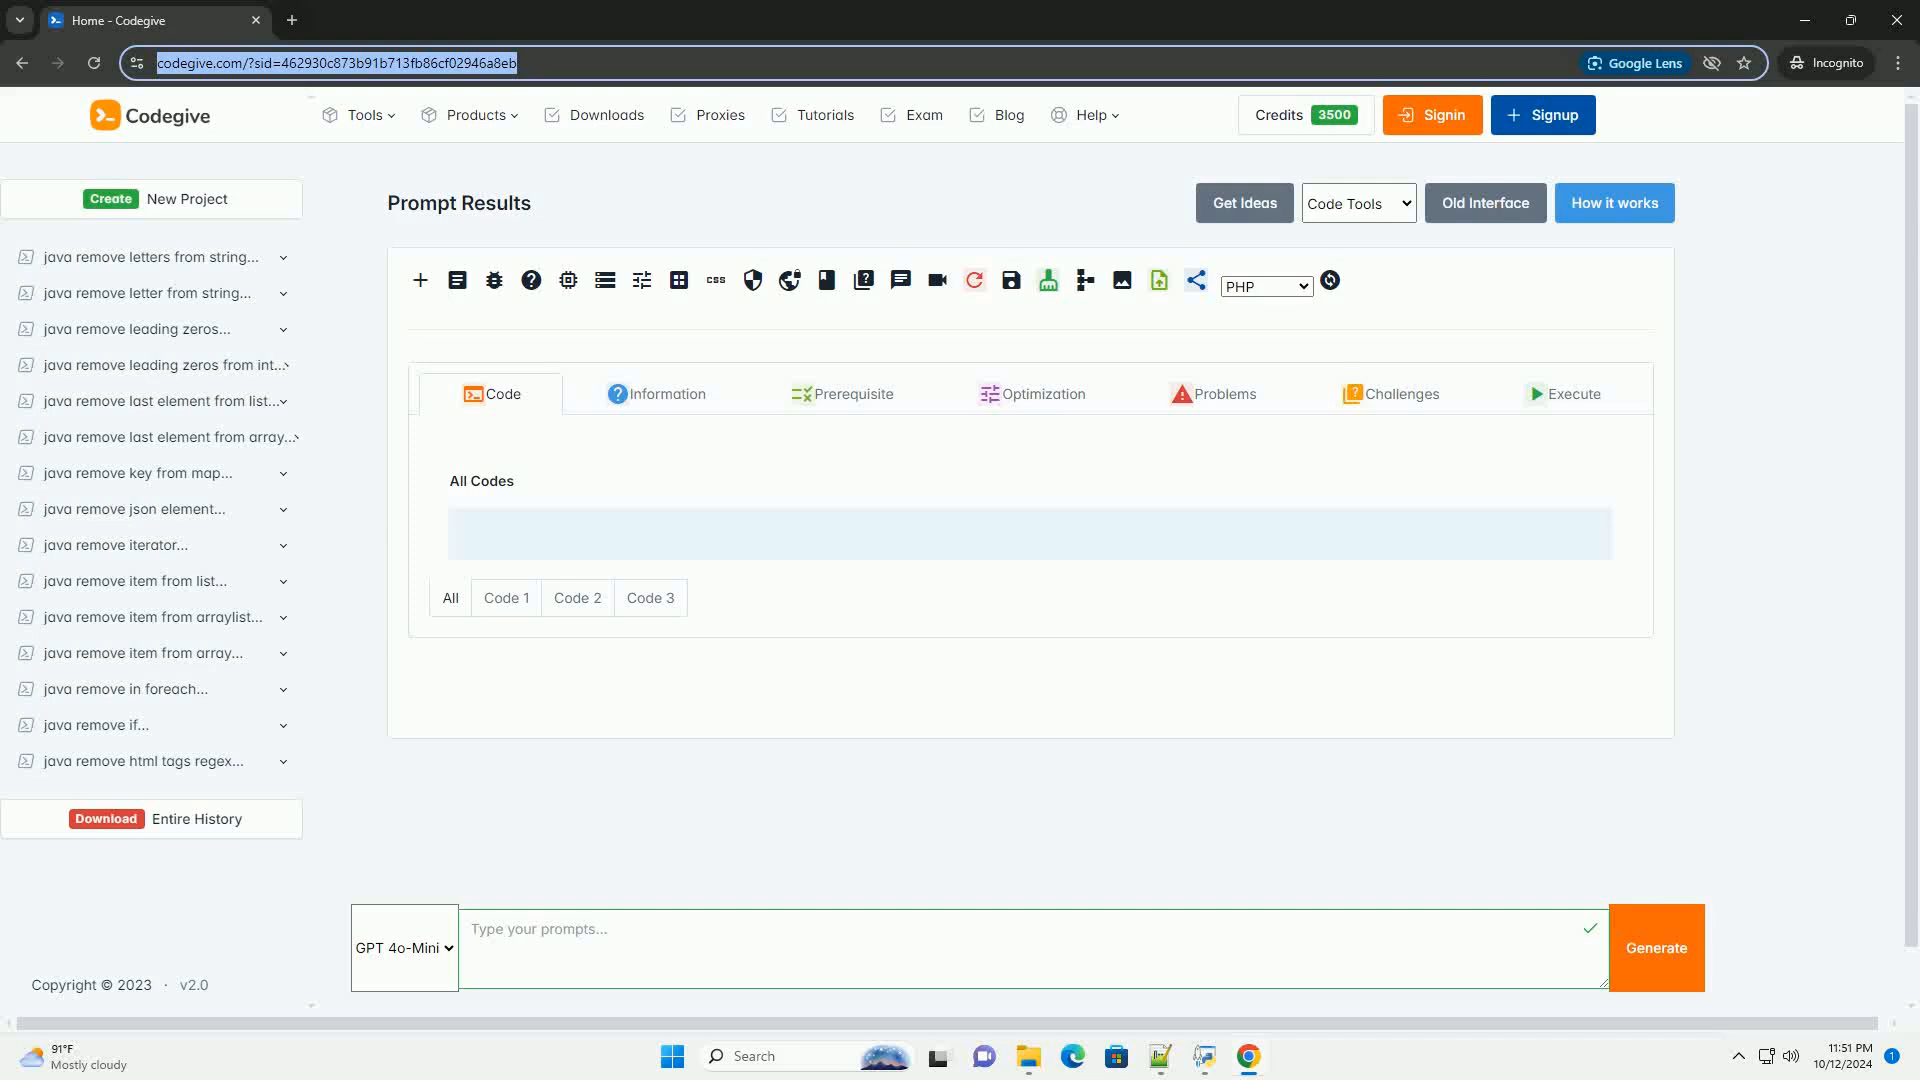 Home - Codegive
codegive.com/?sid=462930c873b91b713fb86cf02946a8eb
Google Lens
Incognito
Codegive
Tools
Products
Downloads
Proxies
Tutorials
Exam
Blog
Help
Credits 3500
Signin
Signup
Create New Project
java remove letters from string...
java remove letter from string...
java remove leading zeros...
java remove leading zeros from int...
java remove last element from list...
java remove last element from array...
java remove key from map...
java remove json element...
java remove iterator...
java remove item from list...
java remove item from arraylist...
java remove item from array...
java remove in foreach...
java remove if...
java remove html tags regex...
Download Entire History
Copyright © 2023 · v2.0
Prompt Results
Get Ideas
Code Tools
Old Interface
How it works
CSS
PHP
Code
Information
Prerequisite
Optimization
Problems
Challenges
Execute
All Codes
All
Code 1
Code 2
Code 3
GPT 4o-Mini
Type your prompts...
Generate
91°F
Mostly cloudy
Search
11:51 PM
10/12/2024
1